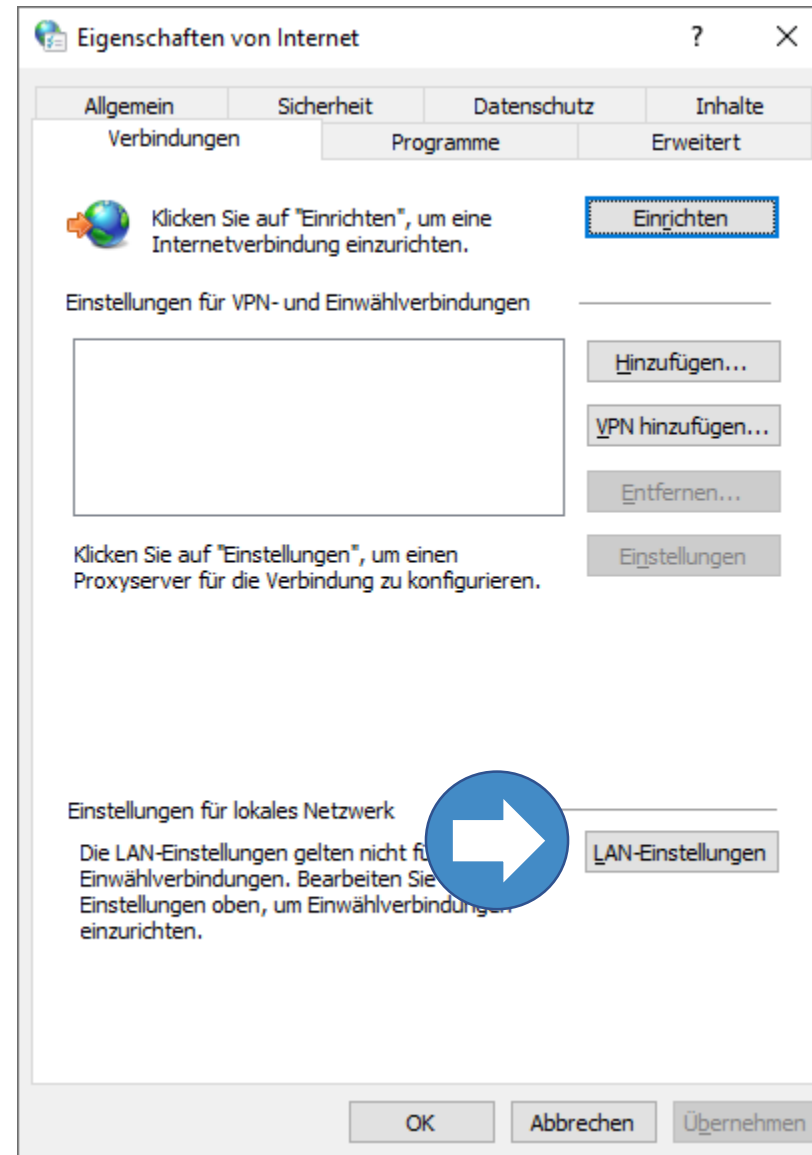 Eigenschaften von Internet
?
Allgemein
Sicherheit
Datenschutz
Inhalte
Verbindungen
Programme
Erweitert
Klicken Sie auf "Einrichten", um eine
Internetverbindung einzurichten.
Einrichten
Einstellungen für VPN- und Einwählverbindungen
Hinzufügen...
VPN hinzufügen...
Entfernen...
Klicken Sie auf "Einstellungen", um einen
Proxyserver für die Verbindung zu konfigurieren.
Einstellungen
Einstellungen für lokales Netzwerk
Die LAN-Einstellungen gelten nicht
Einwählverbindungen. Bearbeiten Sie
Einstellungen oben, um Einwählverbindungen
einzurichten.
LAN-Einstellungen
OK
Abbrechen
Übernehmen